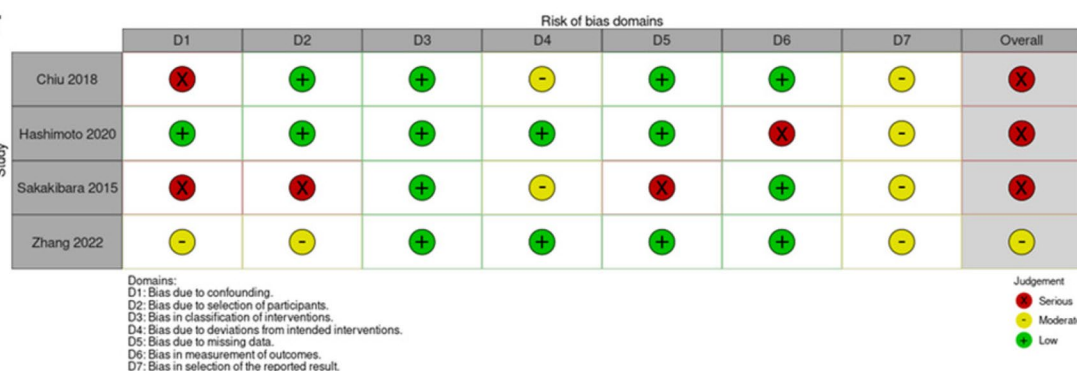 Risk of bias domains
D1 D2 D3 D4 D5 D6 D7 Overall
Study
Chiu 2018 X + + - + + - X
Hashimoto 2020 + + + + + X - X
Sakakibara 2015 X X + - X + - X
Zhang 2022 - - + + + + - -
Domains:
D1: Bias due to confounding.
D2: Bias due to selection of participants.
D3: Bias in classification of interventions.
D4: Bias due to deviations from intended interventions.
D5: Bias due to missing data.
D6: Bias in measurement of outcomes.
D7: Bias in selection of the reported result.
Judgement
X Serious
- Moderat
+ Low